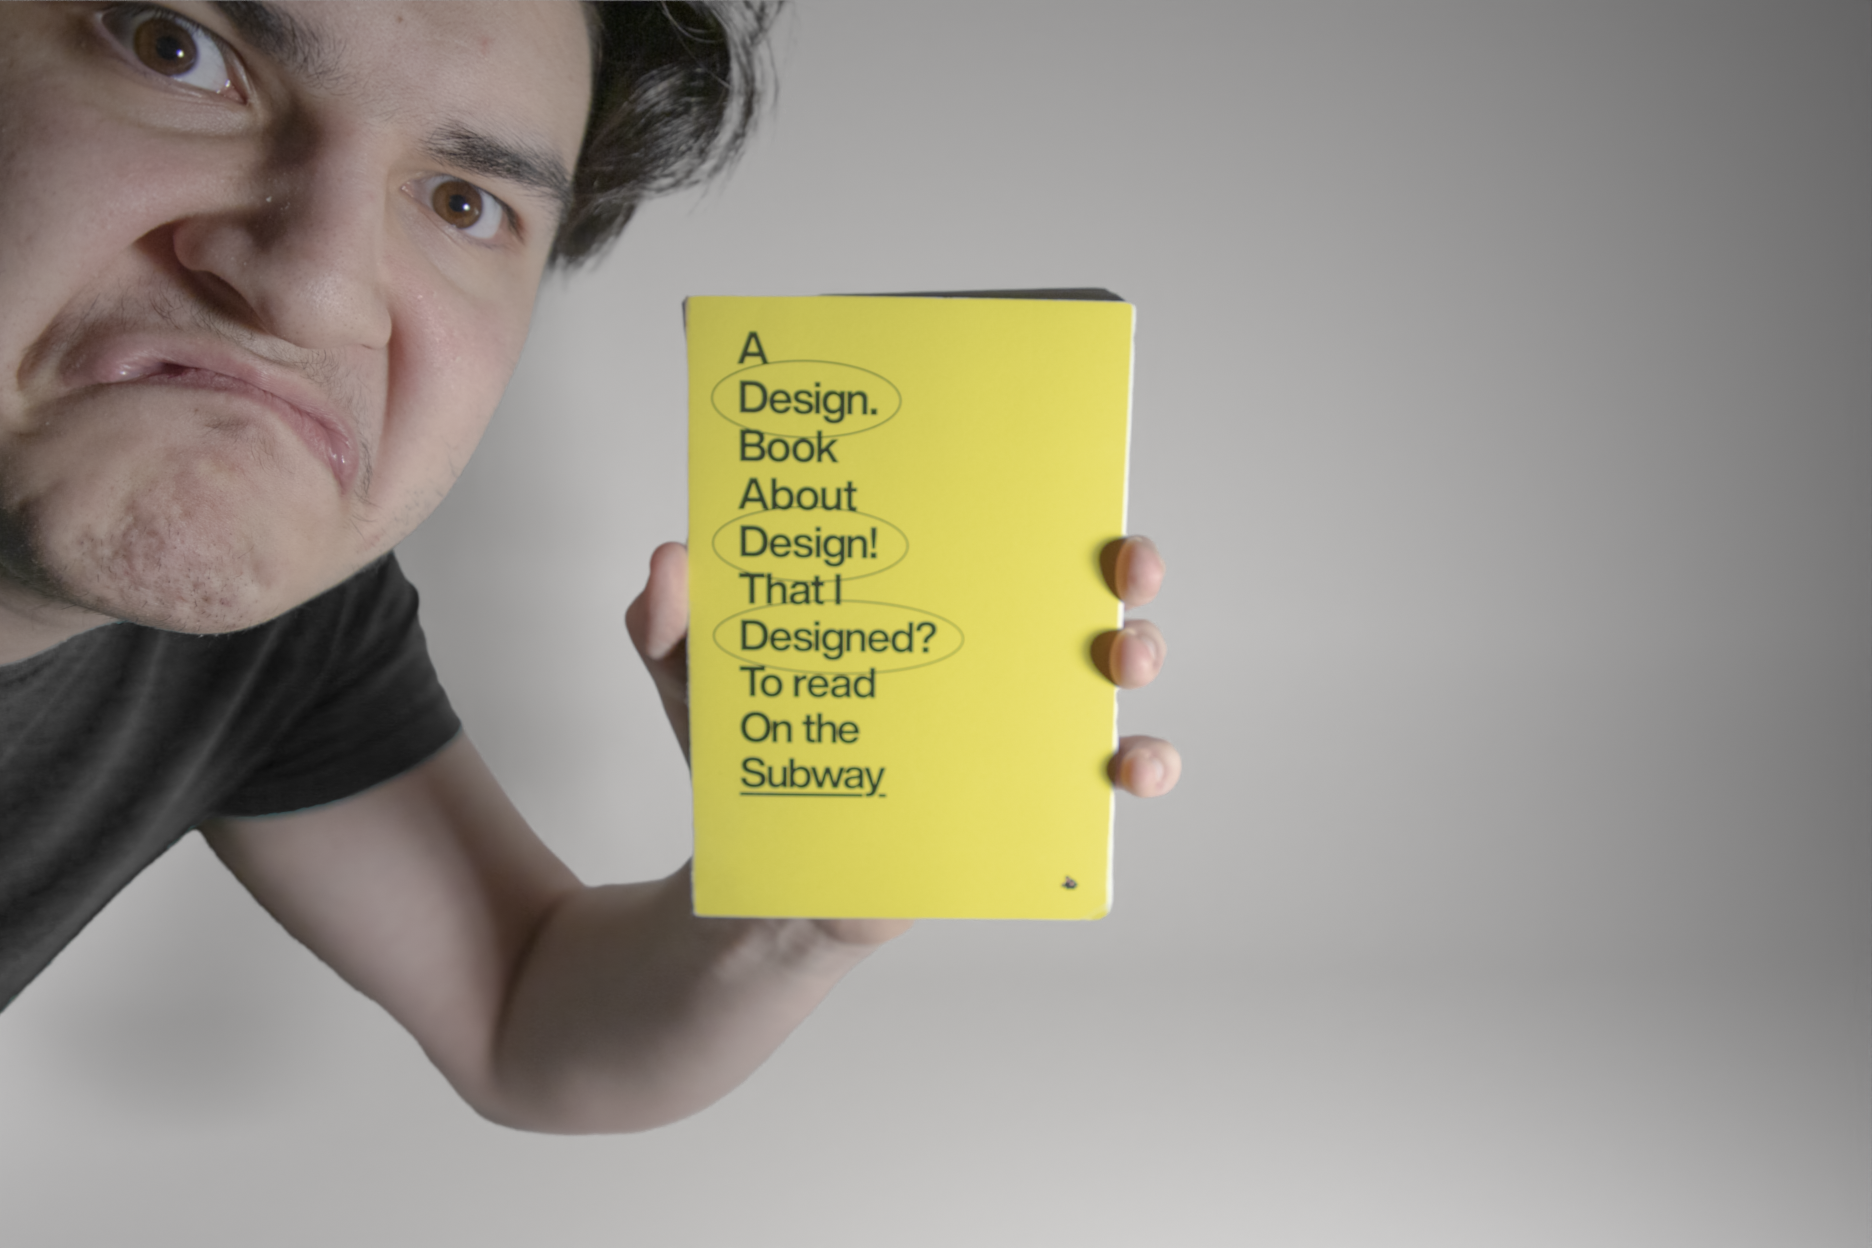 A
Design.
Book
About
Design!
That I
Designed?
To read
On the
Subway